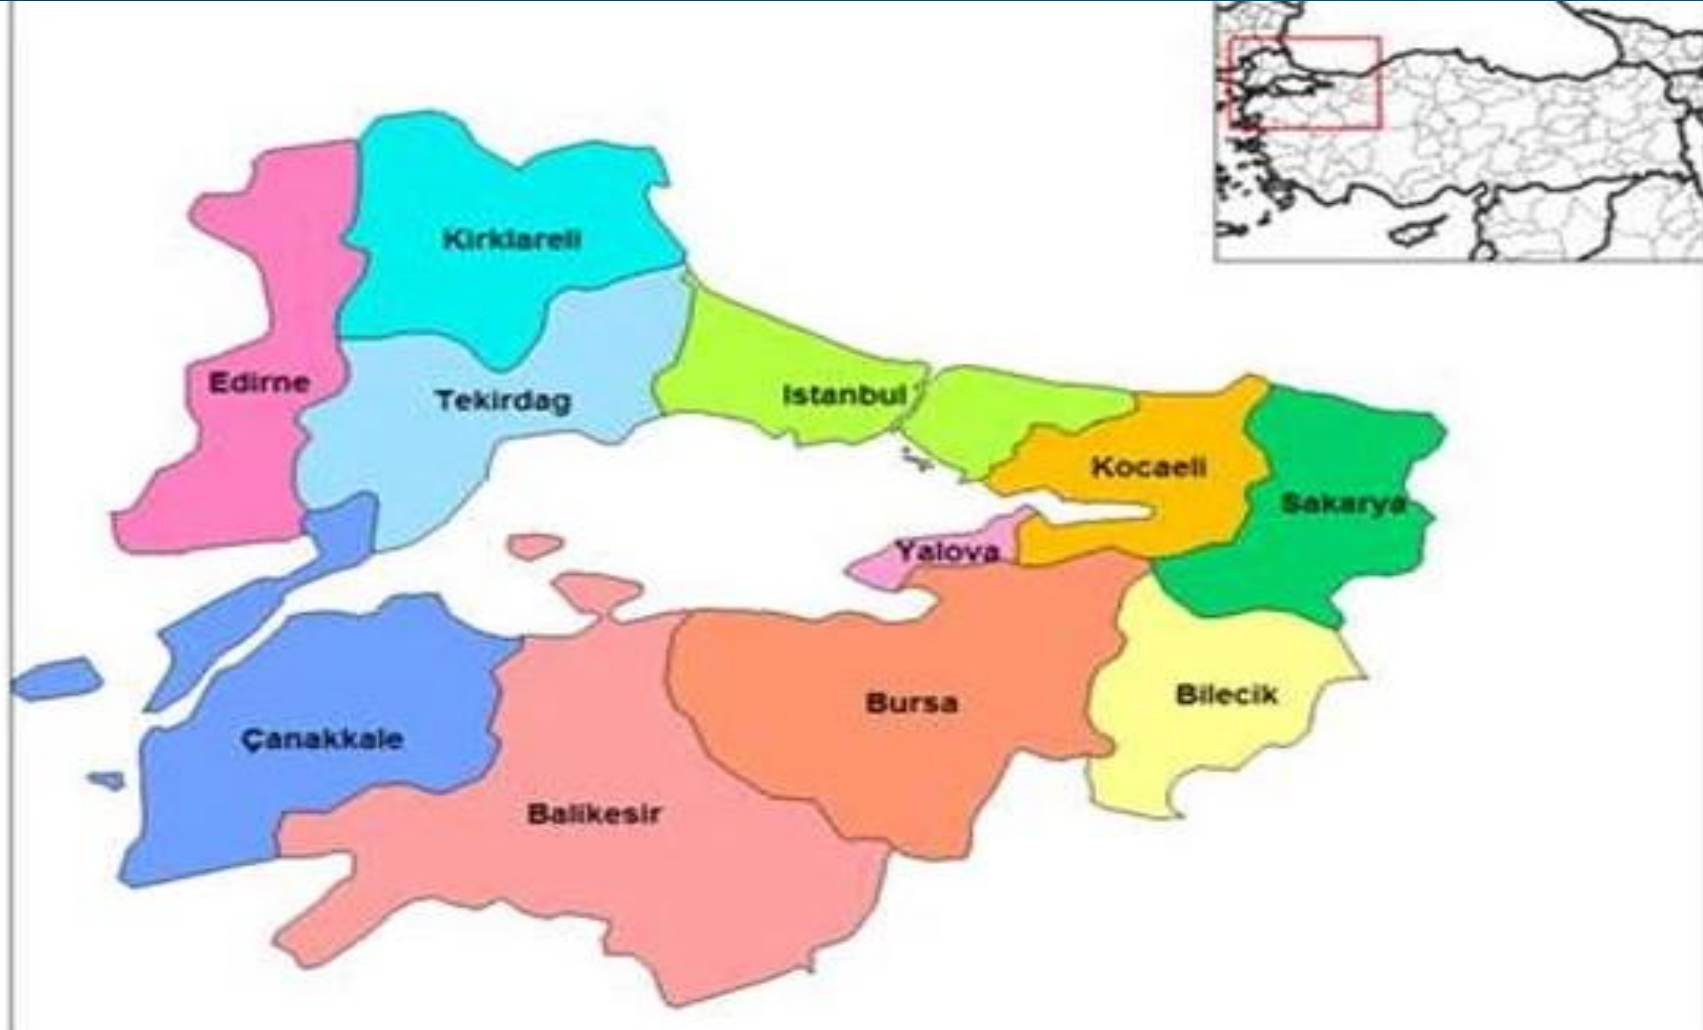 Kirklareli
Edirne
Tekirdag
Istanbul
Kocaeli
Sakarya
Yalova
Bursa
Bilecik
Çanakkale
Balikesir